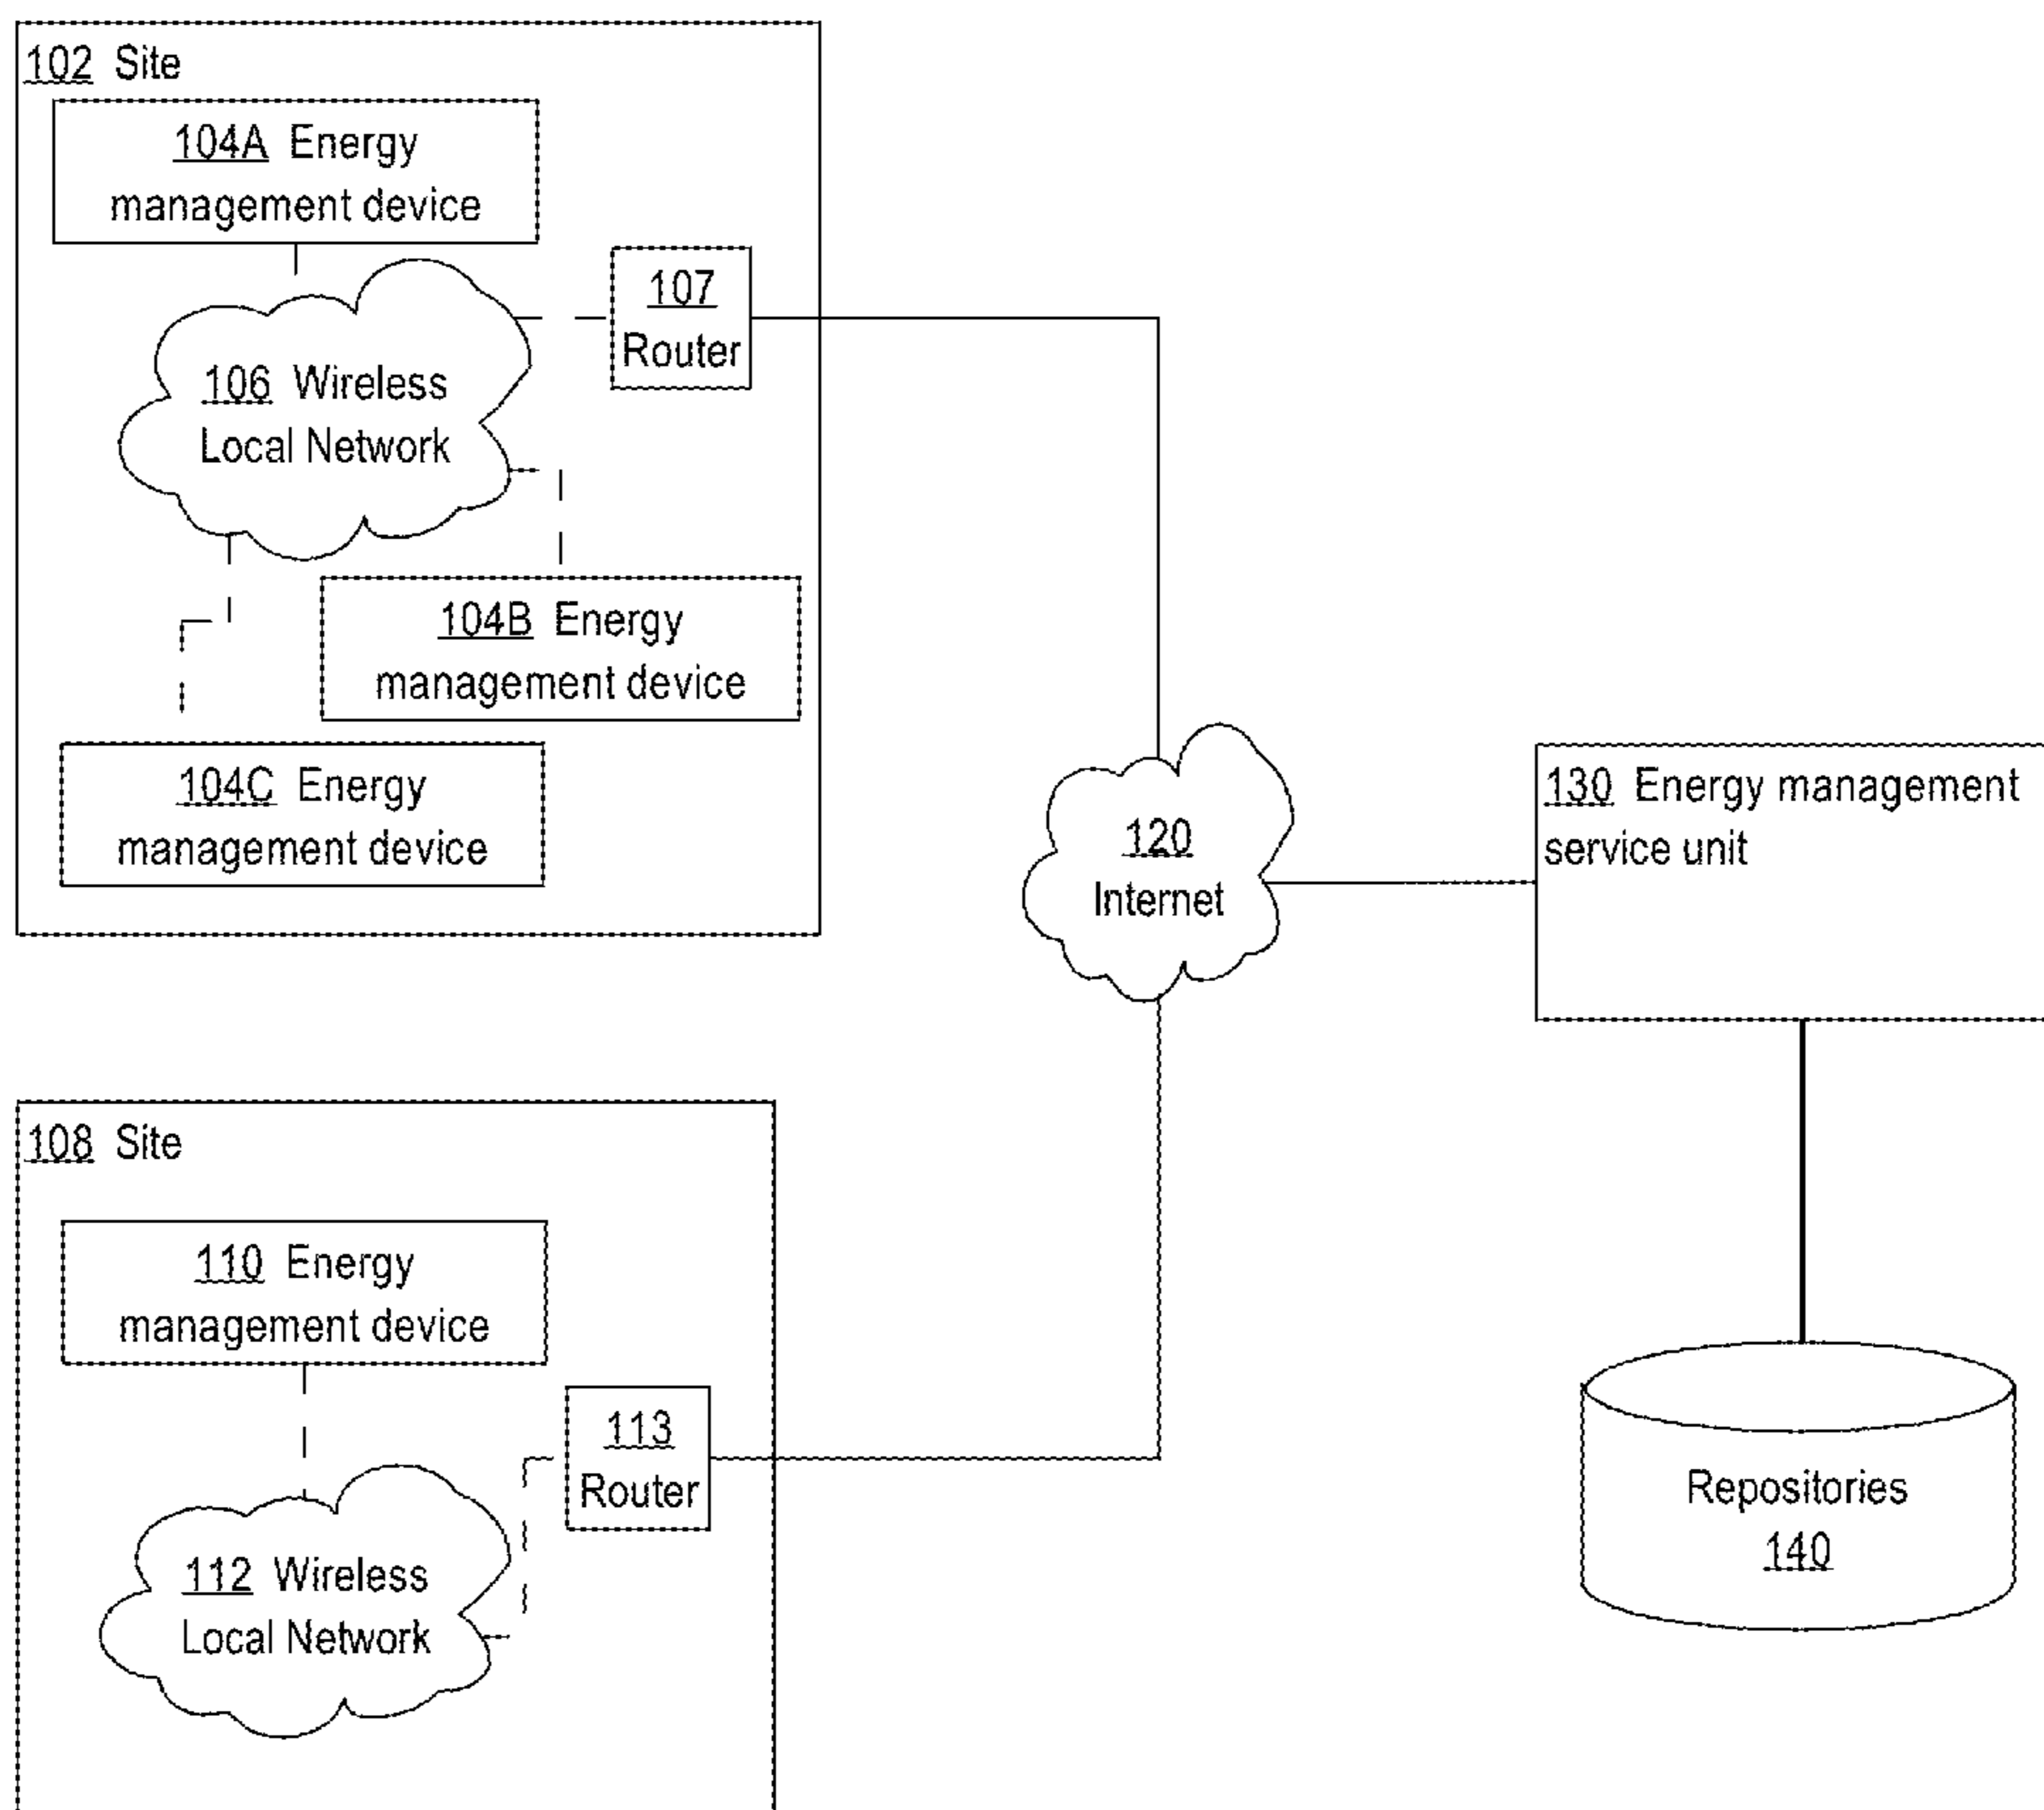 102 Site
104A Energy
management device
107
Router
106 Wireless
Local Network
104B Energy
management device
104C Energy
management device
120
Internet
130 Energy management
service unit
108 Site
110 Energy
management device
113
Router
112 Wireless
Local Network
Repositories
140